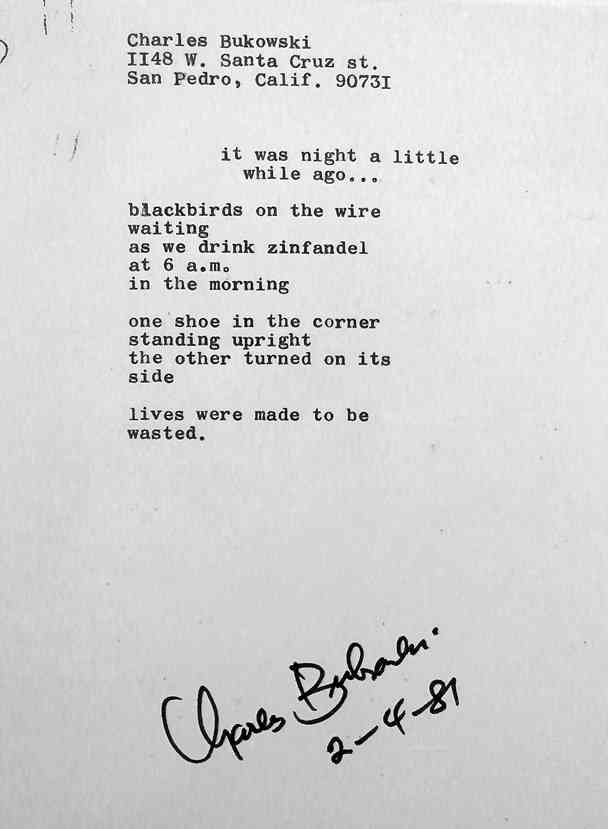 Charles Bukowski
II48 W. Santa Cruz st.
San Pedro, Calif. 9073I
it was night a little
while ago...
blackbirds on the wire
waiting
as we drink zinfandel
at 6 a.m.
in the morning
one shoe in the corner
standing upright
the other turned on its
side
lives were made to be
wasted.
Charles Bukowski
2-4-81